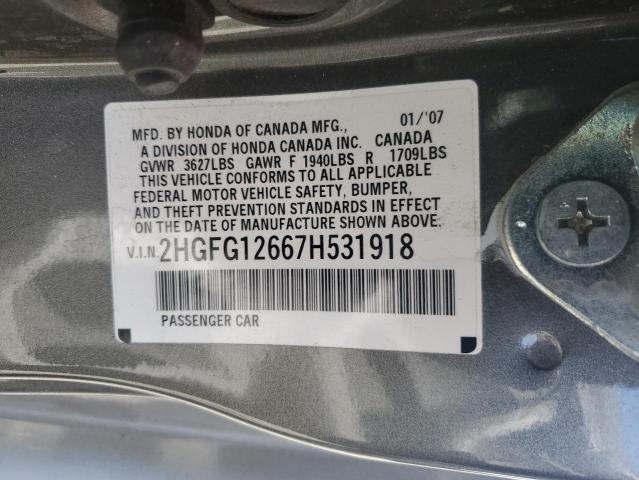 MFD. BY HONDA OF CANADA MFG., 01/'07
A DIVISION OF HONDA CANADA INC. CANADA
GVWR 3627LBS GAWR F 1940LBS R 1709LBS
THIS VEHICLE CONFORMS TO ALL APPLICABLE
FEDERAL MOTOR VEHICLE SAFETY, BUMPER,
AND THEFT PREVENTION STANDARDS IN EFFECT
ON THE DATE OF MANUFACTURE SHOWN ABOVE.
V.I.N. 2HGFG12667H531918
PASSENGER CAR